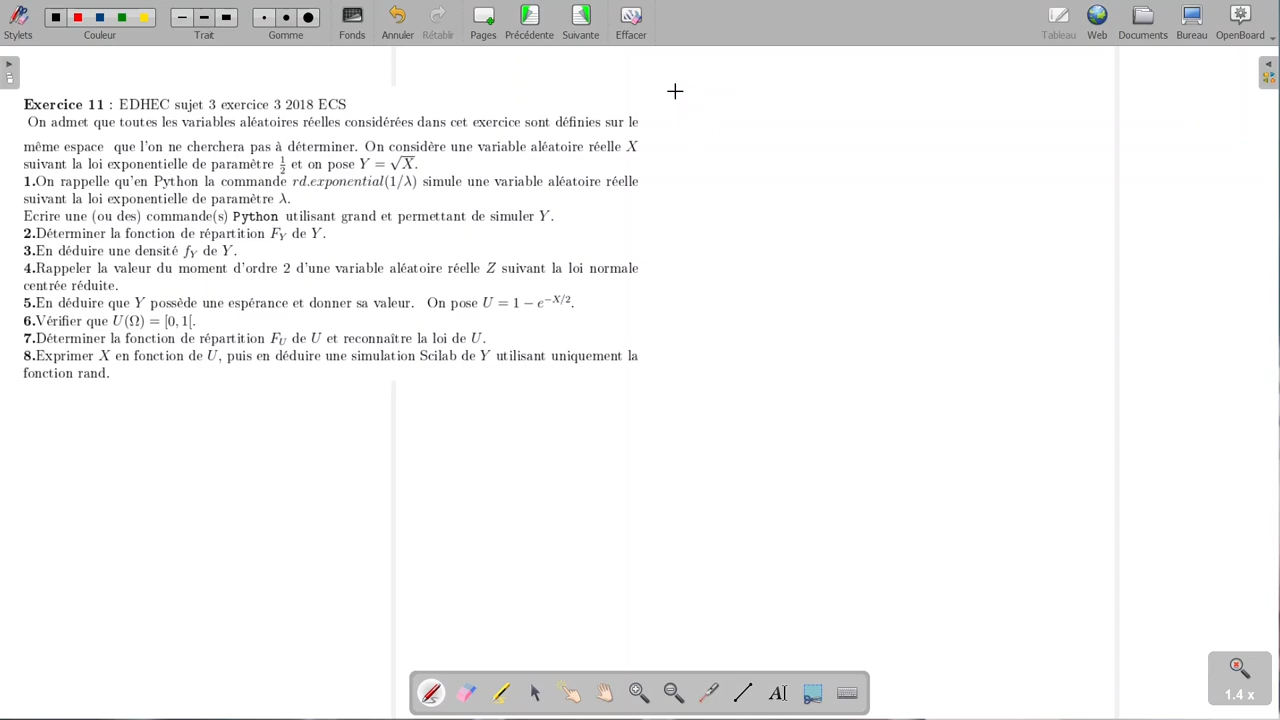 Stylets Couleur Trait Gomme Fonds Annuler Rétablir Pages Précédente Suivante Effacer Tableau Web Documents Bureau OpenBoard
Exercice 11 : EDHEC sujet 3 exercice 3 2018 ECS
On admet que toutes les variables aléatoires réelles considérées dans cet exercice sont définies sur le
même espace que l'on ne cherchera pas à déterminer. On considère une variable aléatoire réelle X
suivant la loi exponentielle de paramètre 1/2 et on pose Y = √X.
1.On rappelle qu'en Python la commande rd.exponential(1/λ) simule une variable aléatoire réelle
suivant la loi exponentielle de paramètre λ.
Ecrire une (ou des) commande(s) Python utilisant grand et permettant de simuler Y.
2.Déterminer la fonction de répartition F_Y de Y.
3.En déduire une densité f_Y de Y.
4.Rappeler la valeur du moment d'ordre 2 d'une variable aléatoire réelle Z suivant la loi normale
centrée réduite.
5.En déduire que Y possède une espérance et donner sa valeur. On pose U = 1 − e^{−X/2}.
6.Vérifier que U(Ω) = [0, 1[.
7.Déterminer la fonction de répartition F_U de U et reconnaître la loi de U.
8.Exprimer X en fonction de U, puis en déduire une simulation Scilab de Y utilisant uniquement la
fonction rand.
1.4 x